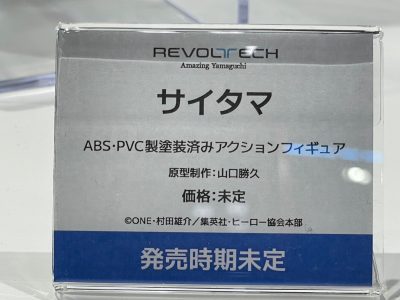 REVOLTECH
Amazing Yamaguchi
サイタマ
ABS・PVC製塗装済みアクションフィギュア
原型制作：山口勝久
価格：未定
©ONE・村田雄介／集英社・ヒーロー協会本部
発売時期未定